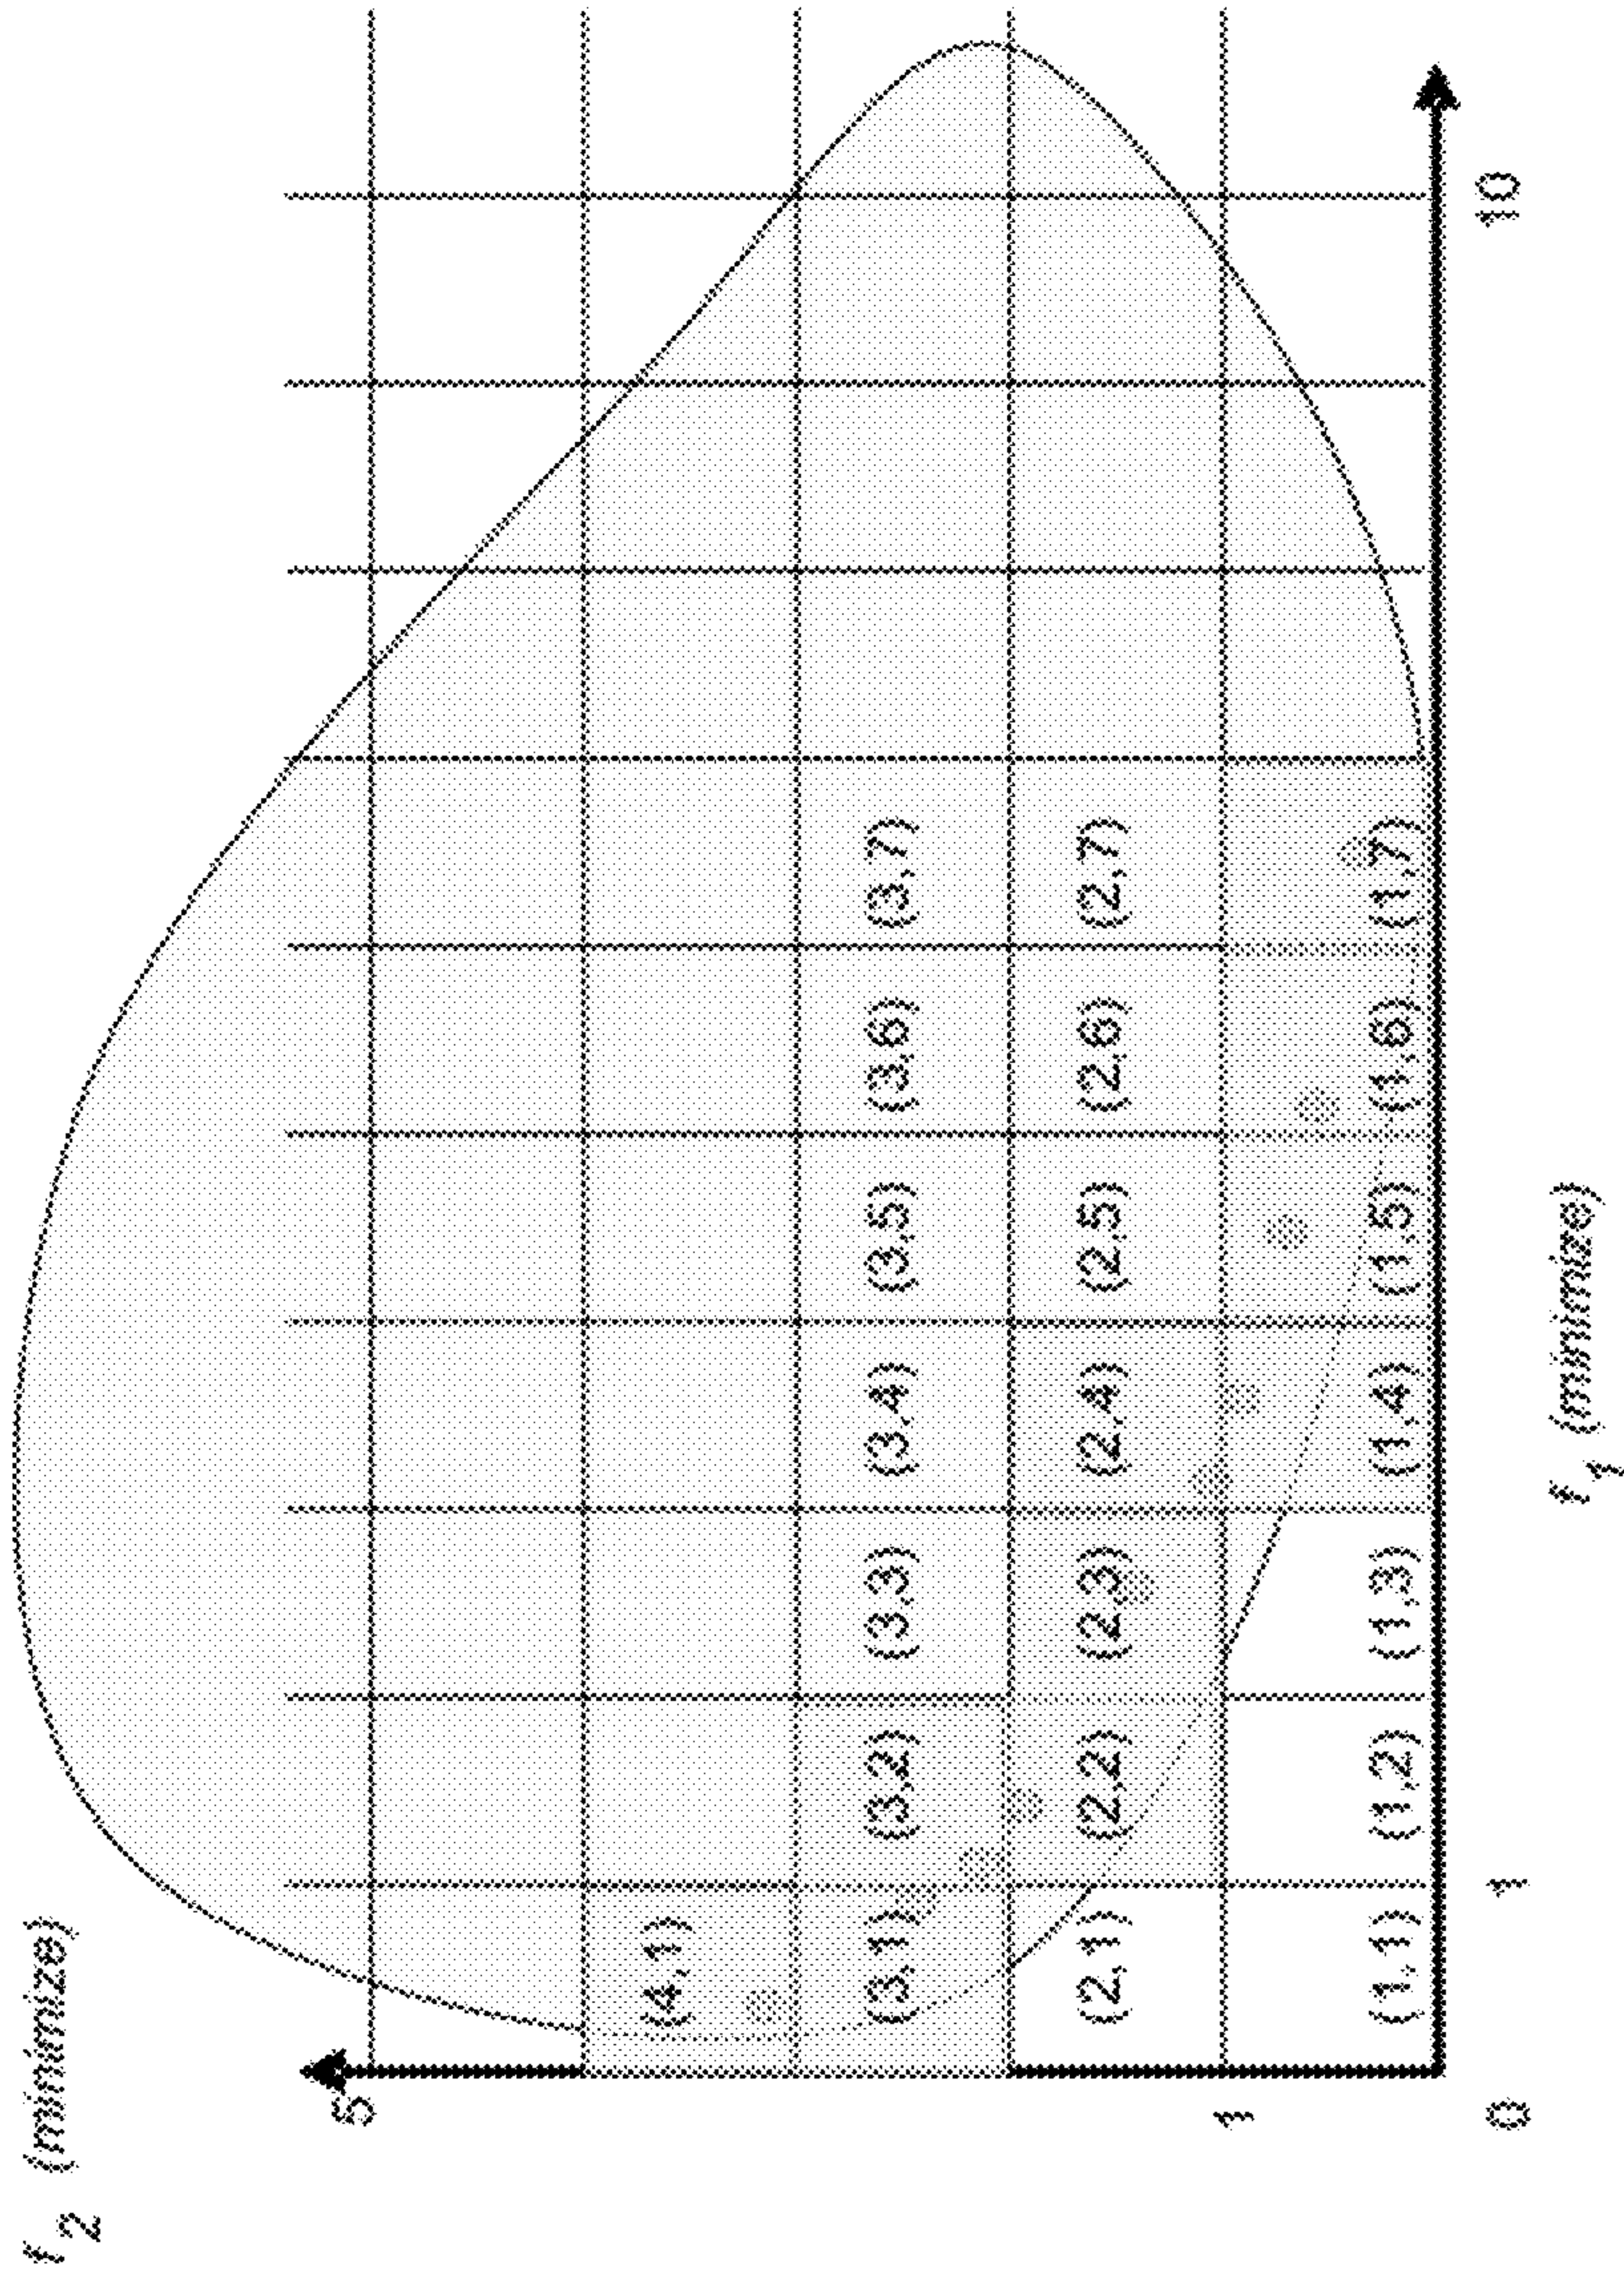 f2 (minimize)
5
(4,1)
(3,1) (3,2) (3,3) (3,4) (3,5) (3,6) (3,7)
(2,1) (2,2) (2,3) (2,4) (2,5) (2,6) (2,7)
1
(1,1) (1,2) (1,3) (1,4) (1,5) (1,6) (1,7)
0 1 10
f1 (minimize)